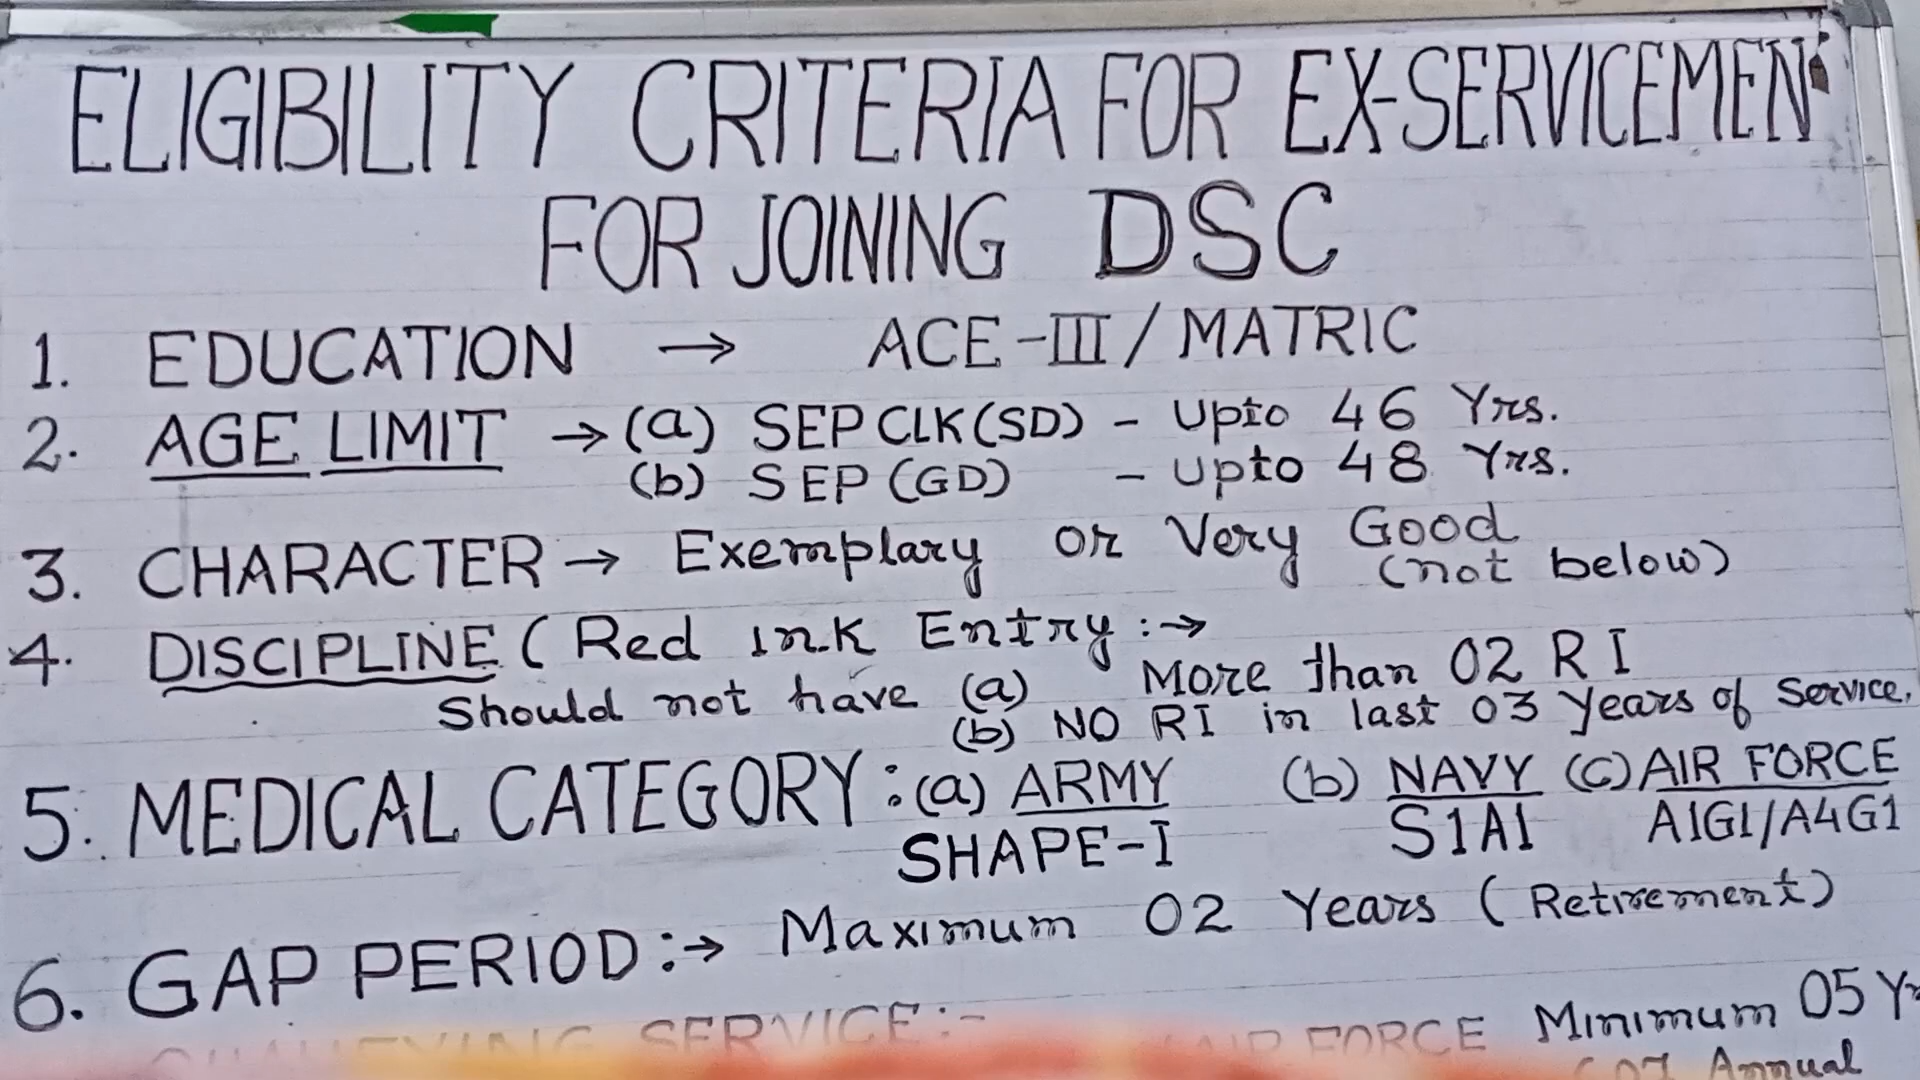 ELIGIBILITY CRITERIA FOR EX-SERVICEMEN
FOR JOINING DSC
1. EDUCATION → ACE-III / MATRIC
2. AGE LIMIT → (a) SEP CLK (SD) - Upto 46 Yrs.
(b) SEP (GD) - Upto 48 Yrs.
3. CHARACTER → Exemplary or Very Good
(not below)
4. DISCIPLINE ( Red Ink Entry :→
Should not have (a) More than 02 RI
(b) NO RI in last 03 Years of Service.
5. MEDICAL CATEGORY : (a) ARMY (b) NAVY (C) AIR FORCE
SHAPE-I S1A1 A1G1/A4G1
6. GAP PERIOD :→ Maximum 02 Years ( Retirement)
SERVICE :- AIR FORCE Minimum 05
Annual